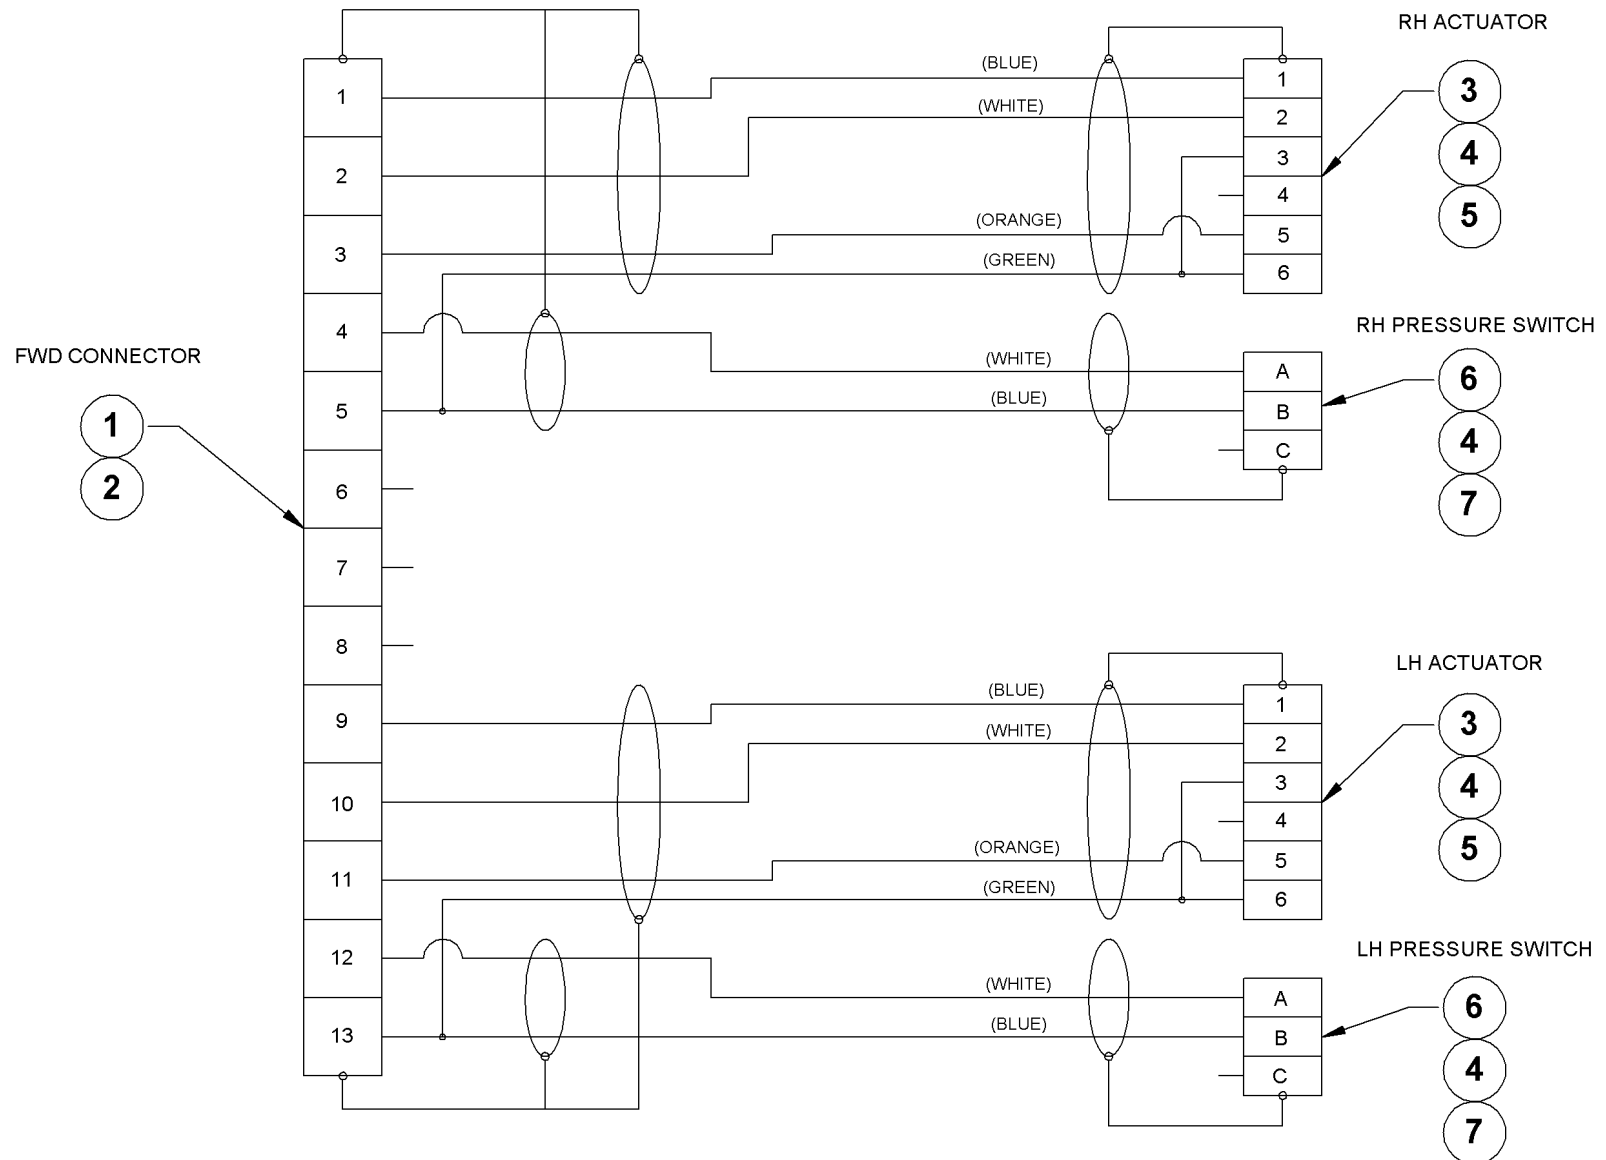 RH ACTUATOR
3
4
5
1
2
3
4
5
6
7
8
9
10
11
12
13
(BLUE)
(WHITE)
(ORANGE)
(GREEN)
1
2
3
4
5
6
RH PRESSURE SWITCH
6
4
7
(WHITE)
(BLUE)
A
B
C
FWD CONNECTOR
1
2
LH ACTUATOR
3
4
5
(BLUE)
(WHITE)
(ORANGE)
(GREEN)
1
2
3
4
5
6
LH PRESSURE SWITCH
6
4
7
(WHITE)
(BLUE)
A
B
C